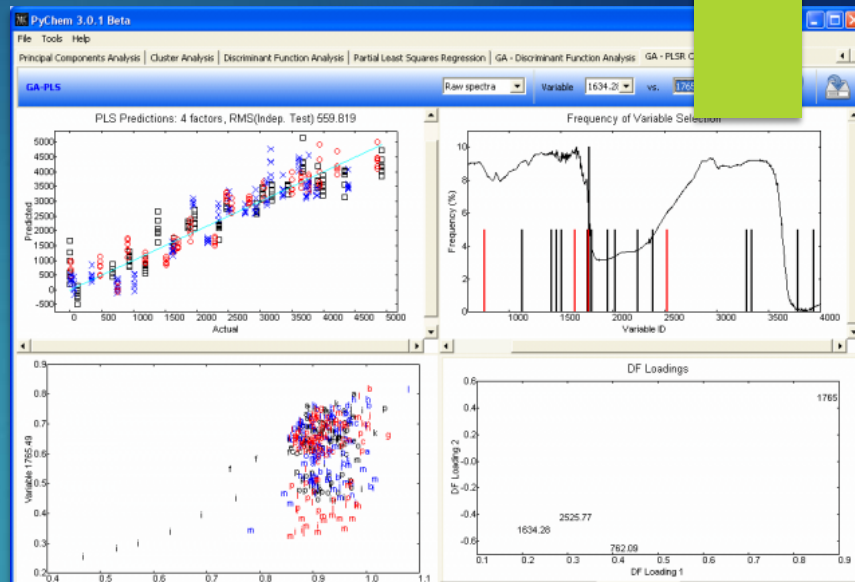 PyChem 3.0.1 Beta
File Tools Help
Principal Components Analysis Cluster Analysis Discriminant Function Analysis Partial Least Squares Regression GA - Discriminant Function Analysis GA - PLSR
GA-PLS Raw spectra Variable 1634.28 vs. 1765
PLS Predictions: 4 factors, RMS(Indep. Test) 559.819
5000
4500
4000
3500
3000
2500
2000
1500
1000
500
0
-500
Predicted
0 500 1000 1500 2000 2500 3000 3500 4000 4500 5000
Actual
Frequency of Variable Selection
10
8
6
4
2
0
Frequency (%)
1000 1500 2000 2500 3000 3500 4000
Variable ID
0.9
0.8
0.7
0.6
0.5
0.4
0.3
0.2
Variable 1765.49
0.4 0.5 0.6 0.7 0.8 0.9 1.0 1.1
DF Loadings
0.6
0.4
0.2
-0.0
-0.2
-0.4
-0.6
DF Loading 2
1765
2525.77
1634.28
762.09
0.1 0.2 0.3 0.4 0.5 0.6 0.7 0.8 0.9
DF Loading 1